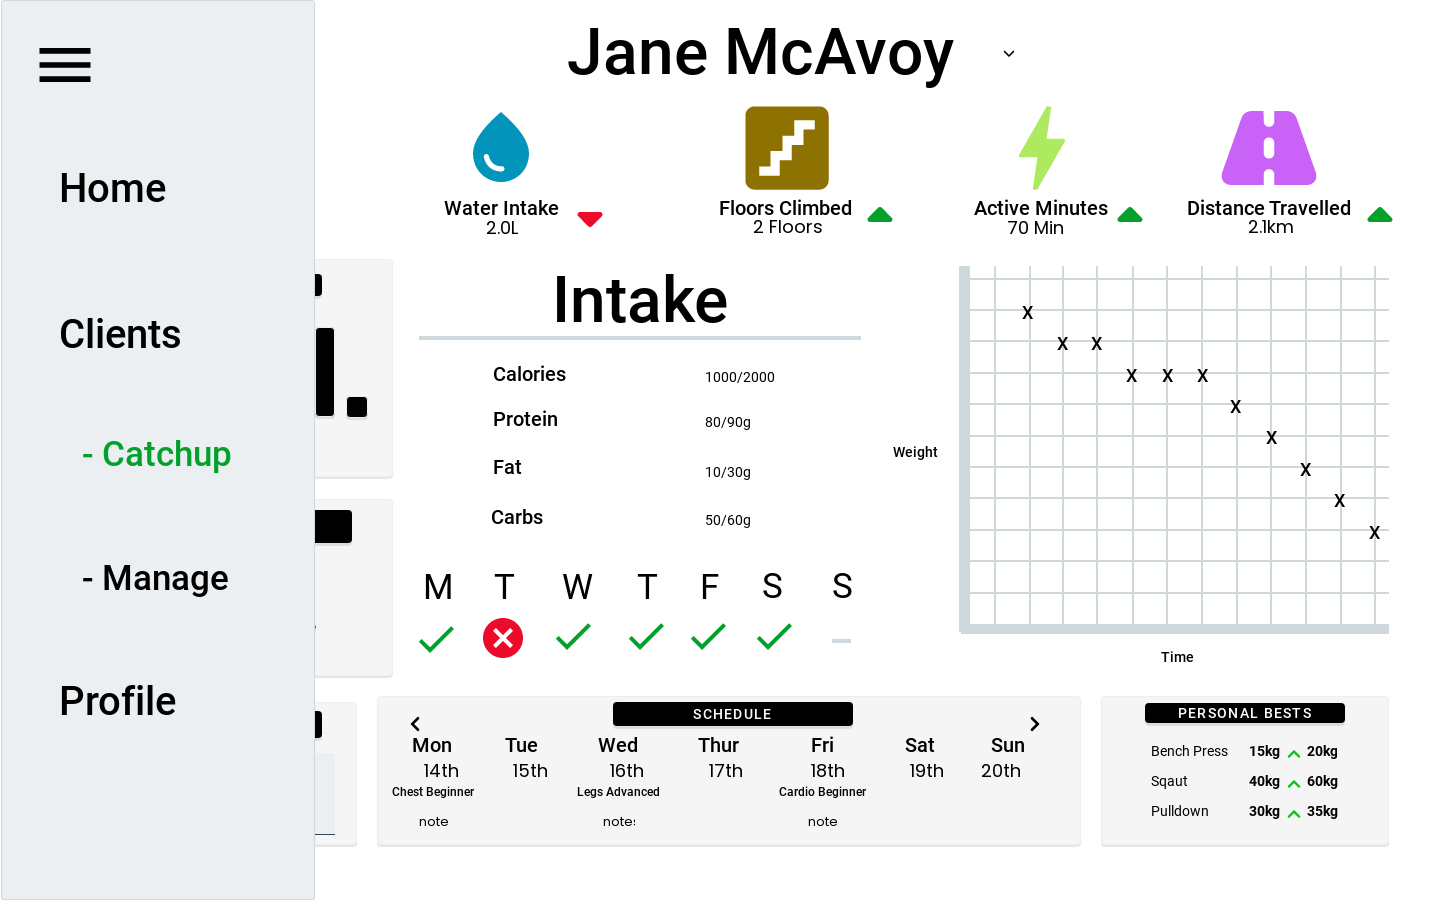 Jane McAvoy
Home
Clients
- Catchup
- Manage
Profile
Water Intake
2.0L
Floors Climbed
2 Floors
Active Minutes
70 Min
Distance Travelled
2.1km
Intake
Calories 1000/2000
Protein 80/90g
Fat 10/30g
Carbs 50/60g
M T W T F S S
Weight
X
X X
X X X
X
X
X
X
X
Time
SCHEDULE
Mon Tue Wed Thur Fri Sat Sun
14th 15th 16th 17th 18th 19th 20th
Chest Beginner Legs Advanced Cardio Beginner
note note note
PERSONAL BESTS
Bench Press 15kg 20kg
Sqaut 40kg 60kg
Pulldown 30kg 35kg